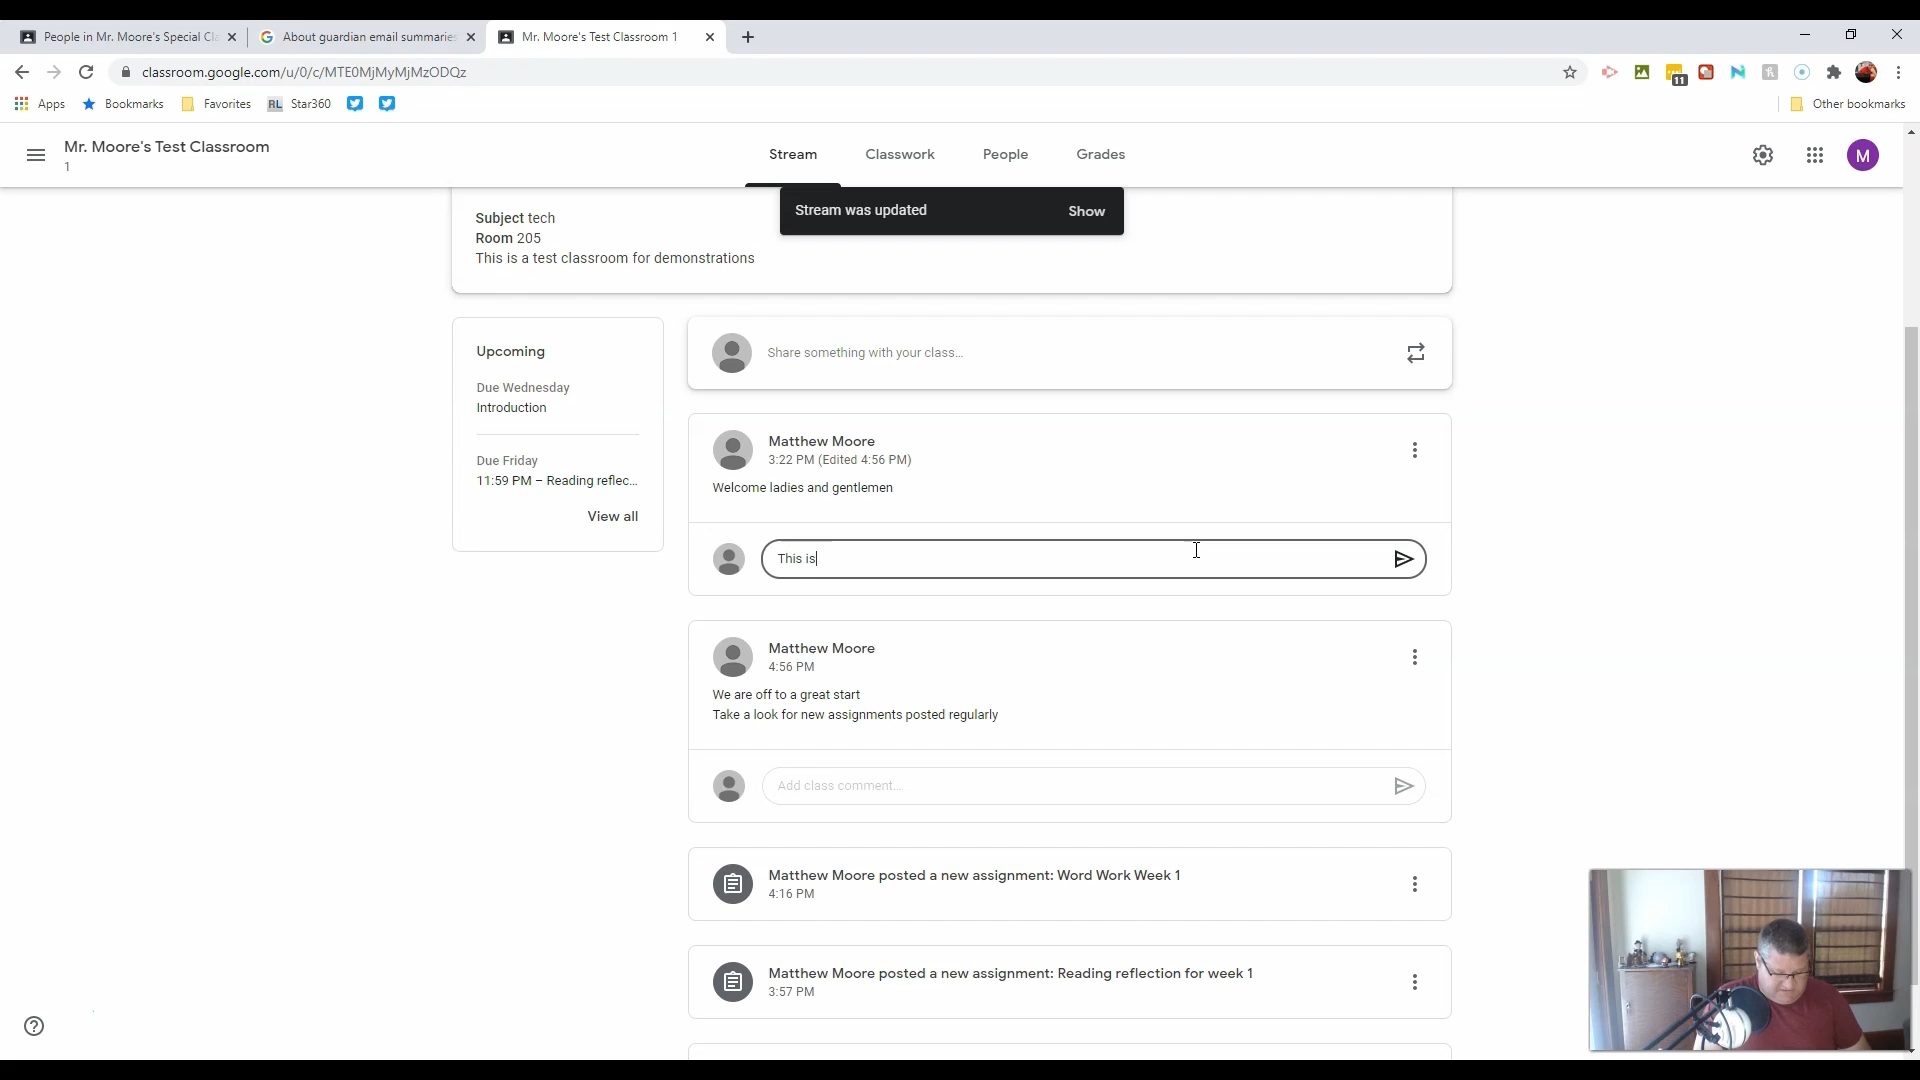 People in Mr. Moore's Special Cl
About guardian email summaries
Mr. Moore's Test Classroom 1
classroom.google.com/u/0/c/MTE0MjMyMjMzODQz
11
Apps
Bookmarks
Favorites
RL Star360
Other bookmarks
Mr. Moore's Test Classroom
1
Stream
Classwork
People
Grades
M
Stream was updated
Show
Subject tech
Room 205
This is a test classroom for demonstrations
Upcoming
Due Wednesday
Introduction
Due Friday
11:59 PM – Reading reflec...
View all
Share something with your class...
Matthew Moore
3:22 PM (Edited 4:56 PM)
Welcome ladies and gentlemen
This is
Matthew Moore
4:56 PM
We are off to a great start
Take a look for new assignments posted regularly
Add class comment...
Matthew Moore posted a new assignment: Word Work Week 1
4:16 PM
Matthew Moore posted a new assignment: Reading reflection for week 1
3:57 PM